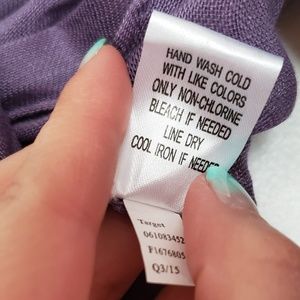 HAND WASH COLD
WITH LIKE COLORS
ONLY NON-CHLORINE
BLEACH IF NEEDED
LINE DRY
COOL IRON IF NEEDED
Target
061083452
F1676805
Q3/15